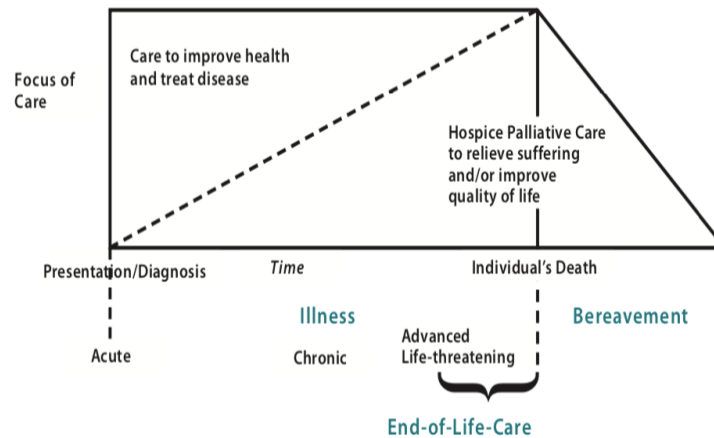 Care to improve health
and treat disease
Focus of
Care
Hospice Palliative Care
to relieve suffering
and/or improve
quality of life
Presentation/Diagnosis
Time
Individual's Death
Illness
Bereavement
Acute
Chronic
Advanced
Life-threatening
End-of-Life-Care